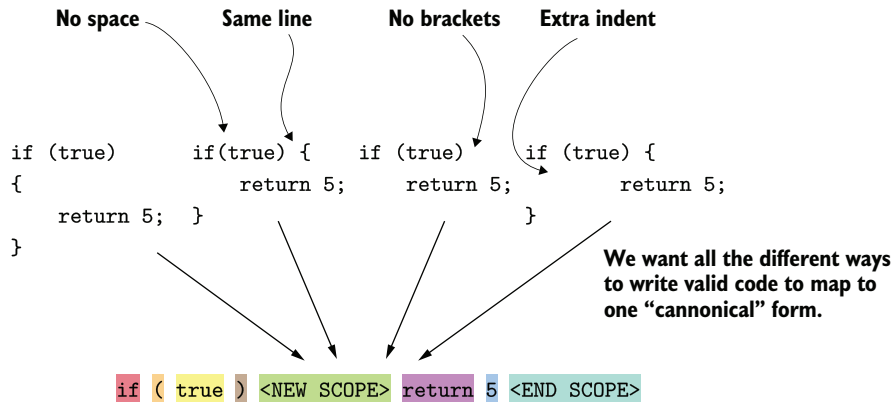 No space Same line No brackets Extra indent
if (true)
{
    return 5;
}
if(true) {
    return 5;
}
if (true)
    return 5;
if (true) {
        return 5;
}
We want all the different ways
to write valid code to map to
one “cannonical” form.
if ( true ) <NEW SCOPE> return 5 <END SCOPE>